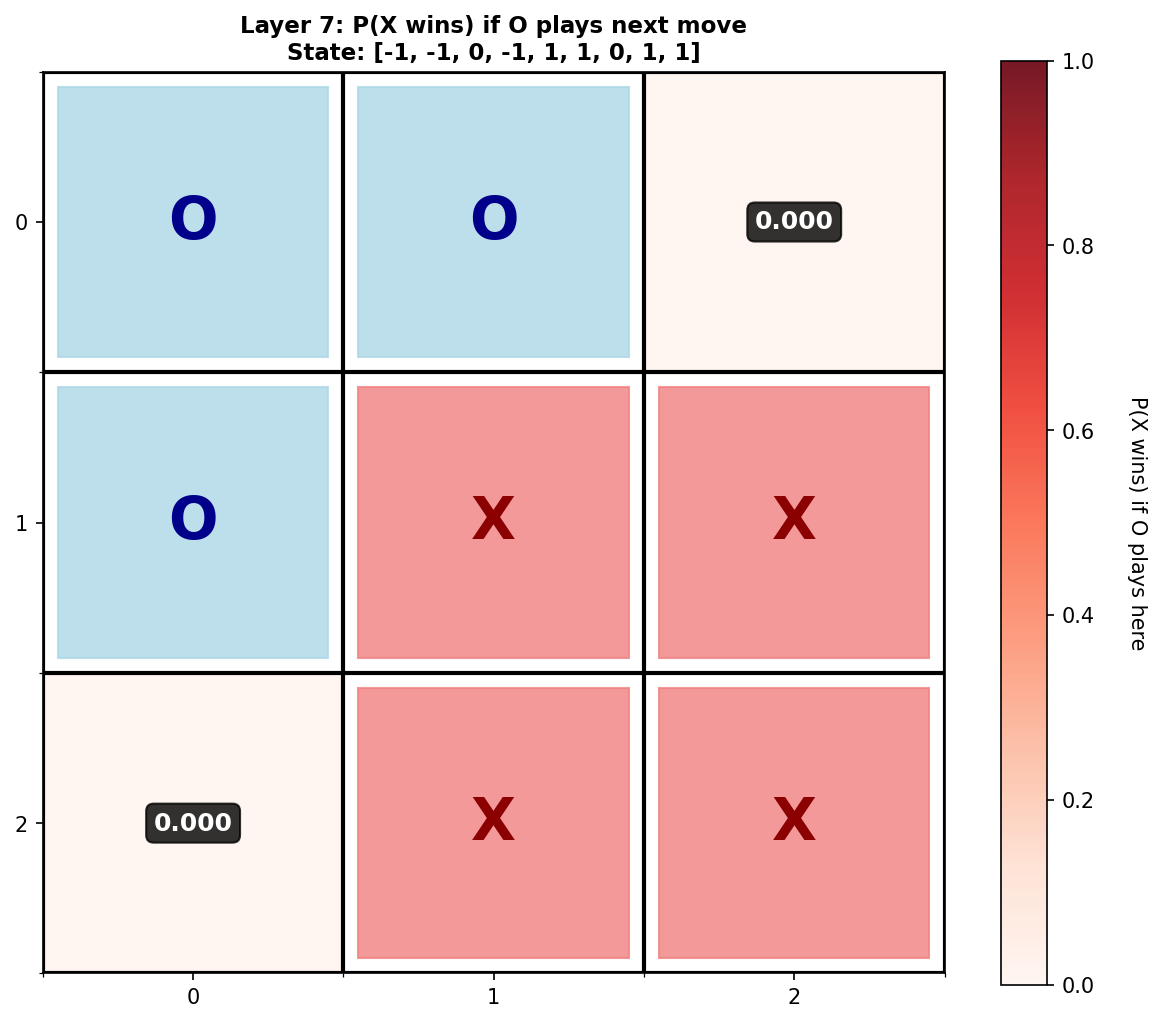 Layer 7: P(X wins) if O plays next move
State: [-1, -1, 0, -1, 1, 1, 0, 1, 1]
0
O
O
0.000
1
O
X
X
2
0.000
X
X
0
1
2
1.0
0.8
0.6
0.4
0.2
0.0
P(X wins) if O plays here